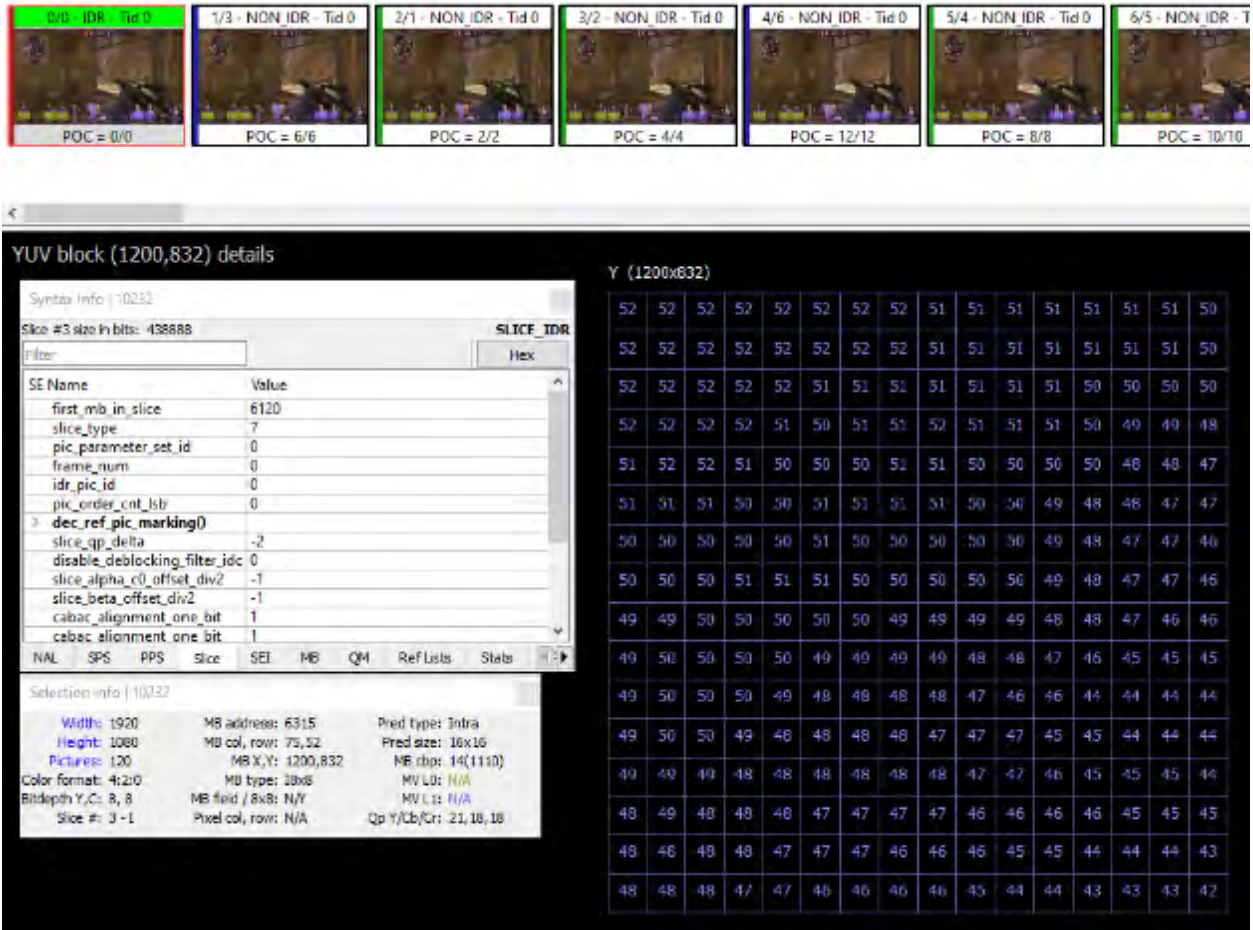 0/0 - IDR - Tid 0
1/3 - NON_IDR - Tid 0
2/1 - NON_IDR - Tid 0
3/2 - NON_IDR - Tid 0
4/6 - NON_IDR - Tid 0
5/4 - NON_IDR - Tid 0
6/5 - NON_IDR - T
POC = 0/0
POC = 6/6
POC = 2/2
POC = 4/4
POC = 12/12
POC = 8/8
POC = 10/10
YUV block (1200,832) details
Syntax Info | 10232
Slice #3 size in bits: 438888 SLICE_IDR
Filter Hex
SE Name Value
first_mb_in_slice 6120
slice_type 7
pic_parameter_set_id 0
frame_num 0
idr_pic_id 0
pic_order_cnt_lsb 0
dec_ref_pic_marking()
slice_qp_delta -2
disable_deblocking_filter_idc 0
slice_alpha_c0_offset_div2 -1
slice_beta_offset_div2 -1
cabac_alignment_one_bit 1
cabac_alignment_one_bit 1
NAL SPS PPS Slice SEI MB QM Ref Lists Stats
Selection info | 10232
Width: 1920 MB address: 6315 Pred type: Intra
Height: 1080 MB col, row: 75,52 Pred size: 16x16
Pictures: 120 MB X,Y: 1200,832 MB cbp: 14(1110)
Color format: 4:2:0 MB type: I8x8 MV L0: N/A
Bitdepth Y,C: 8, 8 MB field / 8x8: N/Y MV L1: N/A
Slice #: 3 -1 Pixel col, row: N/A Qp Y/Cb/Cr: 21,18,18
Y (1200x832)
52 52 52 52 52 52 52 52 51 51 51 51 51 51 51 50
52 52 52 52 52 52 52 52 51 51 51 51 51 51 51 50
52 52 52 52 52 51 51 51 51 51 51 51 50 50 50 50
52 52 52 52 51 50 51 51 52 51 51 51 50 49 49 48
51 52 52 51 50 50 50 51 51 50 50 50 50 48 48 47
51 51 51 50 50 51 51 51 51 50 50 49 48 48 47 47
50 50 50 50 50 51 50 50 50 50 50 49 48 47 47 46
50 50 50 51 51 51 50 50 50 50 50 49 48 47 47 46
49 49 50 50 50 50 50 49 49 49 49 48 48 47 46 46
49 50 50 50 50 49 49 49 49 48 48 47 46 45 45 45
49 50 50 50 49 48 48 48 48 47 47 46 46 44 44 44
49 50 50 49 48 48 48 48 47 47 47 45 45 44 44 44
49 49 49 48 48 48 48 48 48 47 47 46 45 45 45 44
48 49 49 48 48 48 47 47 47 47 46 46 46 45 45 45
48 48 48 48 47 47 47 46 46 46 45 45 44 44 44 43
48 48 48 47 47 46 46 46 46 45 44 44 43 43 43 42